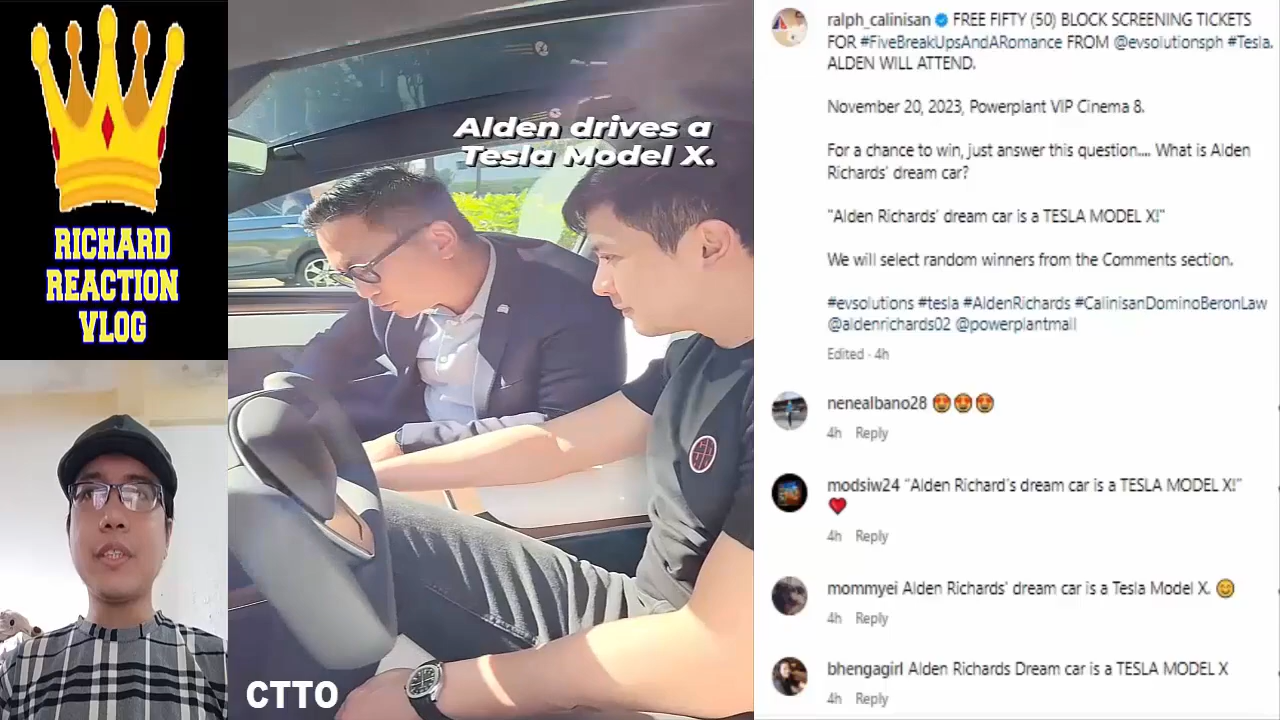 RICHARD
REACTION
VLOG
Alden drives a
Tesla Model X.
CTTO
ralph_calinisan FREE FIFTY (50) BLOCK SCREENING TICKETS
FOR #FiveBreakUpsAndARomance FROM @evsolutionsph #Tesla.
ALDEN WILL ATTEND.
November 20, 2023, Powerplant VIP Cinema 8.
For a chance to win, just answer this question.... What is Alden
Richards' dream car?
"Alden Richards' dream car is a TESLA MODEL X!"
We will select random winners from the Comments section.
#evsolutions #tesla #AldenRichards #CalinisanDominoBeronLaw
@aldenrichards02 @powerplantmall
Edited · 4h
nenealbano28 🤩🤩🤩
4h Reply
modsiw24 "Alden Richard's dream car is a TESLA MODEL X!"
❤️
4h Reply
mommyei Alden Richards' dream car is a Tesla Model X. 😊
4h Reply
bhengagirl Alden Richards Dream car is a TESLA MODEL X
4h Reply